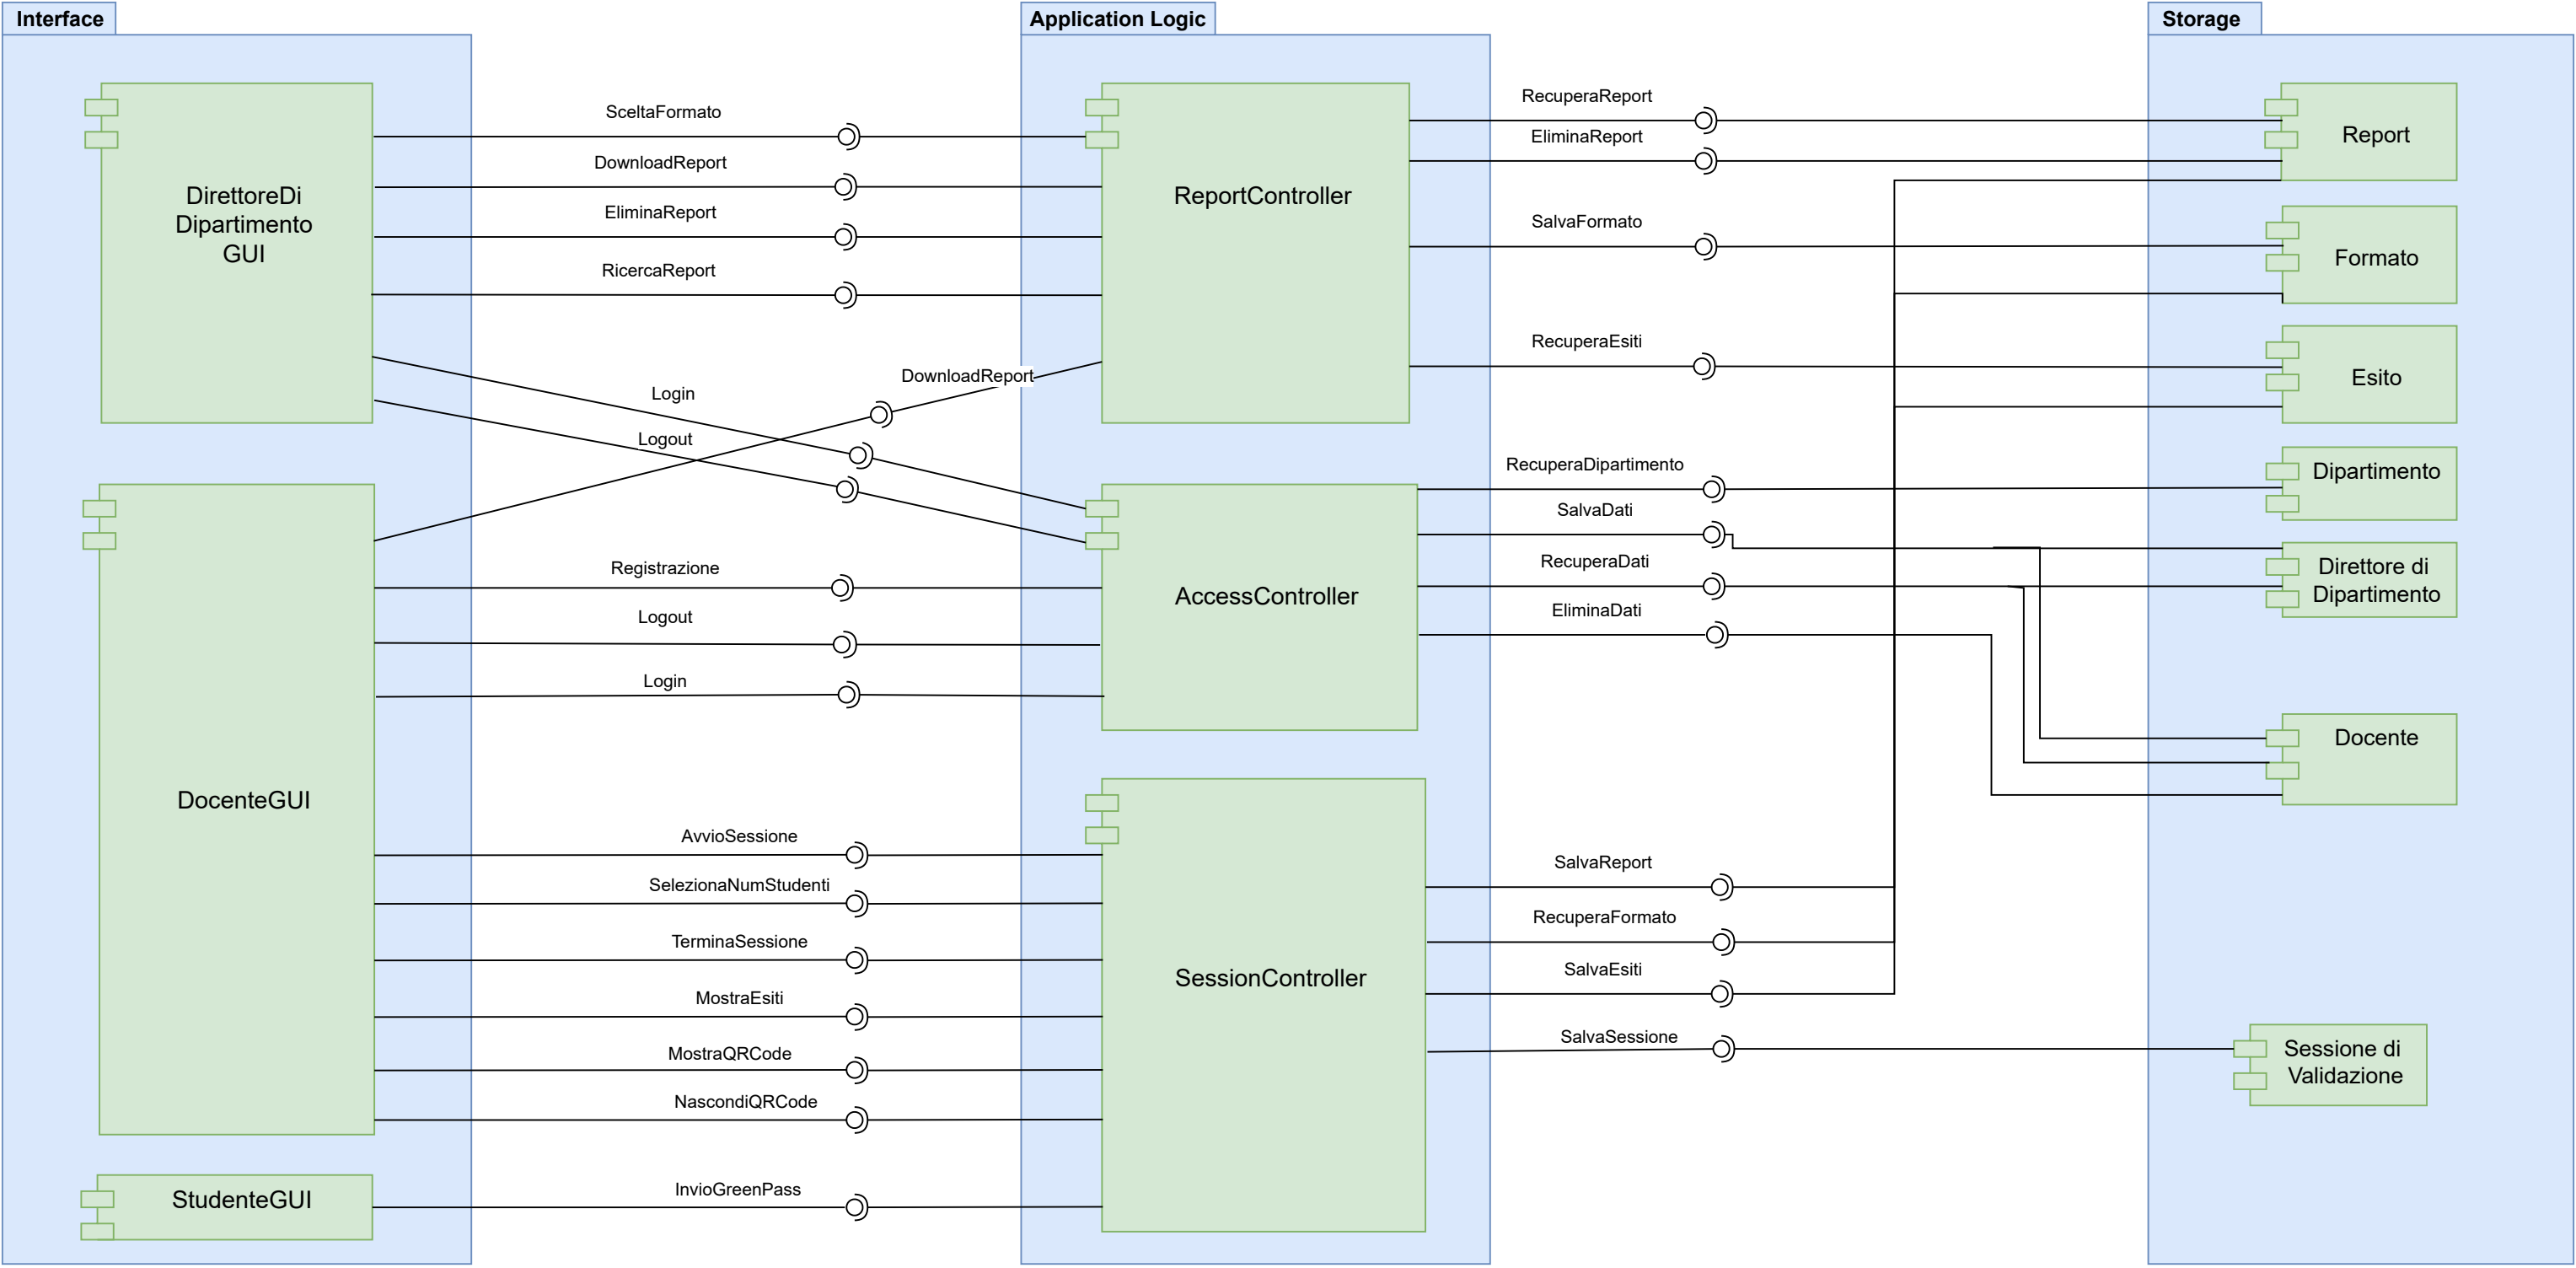 Interface
Application Logic
Storage
DirettoreDi
Dipartimento
GUI
SceltaFormato
DownloadReport
EliminaReport
RicercaReport
Login
Logout
DownloadReport
ReportController
RecuperaReport
EliminaReport
SalvaFormato
RecuperaEsiti
Report
Formato
Esito
DocenteGUI
Registrazione
Logout
Login
AvvioSessione
SelezionaNumStudenti
TerminaSessione
MostraEsiti
MostraQRCode
NascondiQRCode
AccessController
RecuperaDipartimento
SalvaDati
RecuperaDati
EliminaDati
Dipartimento
Direttore di
Dipartimento
Docente
StudenteGUI
InvioGreenPass
SessionController
SalvaReport
RecuperaFormato
SalvaEsiti
SalvaSessione
Sessione di
Validazione